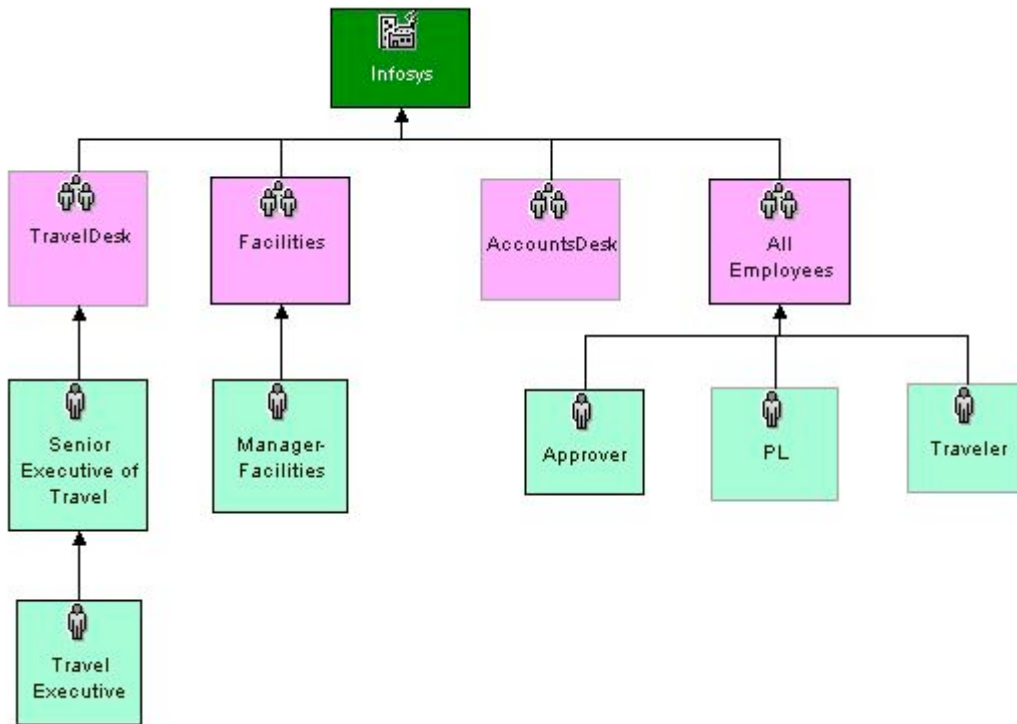 Infosys
TravelDesk
Facilities
AccountsDesk
All
Employees
Senior
Executive of
Travel
Manager-
Facilities
Approver
PL
Traveler
Travel
Executive